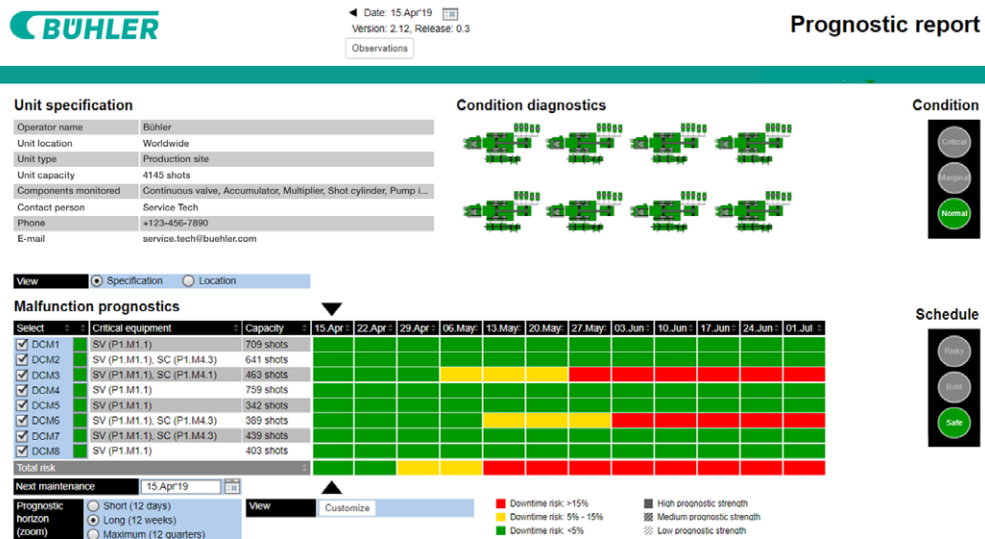 BÜHLER
Date: 15.Apr'19
Version: 2.12, Release: 0.3
Observations
Prognostic report
Unit specification
Operator name Bühler
Unit location Worldwide
Unit type Production site
Unit capacity 4145 shots
Components monitored Continuous valve, Accumulator, Multiplier, Shot cylinder, Pump i...
Contact person Service Tech
Phone +123-456-7890
E-mail service.tech@buehler.com
Condition diagnostics
Condition
Critical
Marginal
Normal
View Specification Location
Malfunction prognostics
Select Critical equipment Capacity 15.Apr 22.Apr 29.Apr 06.May 13.May 20.May 27.May 03.Jun 10.Jun 17.Jun 24.Jun 01.Jul
DCM1 SV (P1.M1.1) 709 shots
DCM2 SV (P1.M1.1), SC (P1.M4.3) 641 shots
DCM3 SV (P1.M1.1), SC (P1.M4.1) 463 shots
DCM4 SV (P1.M1.1) 759 shots
DCM5 SV (P1.M1.1) 342 shots
DCM6 SV (P1.M1.1), SC (P1.M4.3) 389 shots
DCM7 SV (P1.M1.1), SC (P1.M4.3) 439 shots
DCM8 SV (P1.M1.1) 403 shots
Total risk
Schedule
Risky
Bold
Safe
Next maintenance 15.Apr'19
Prognostic horizon (zoom)
Short (12 days)
Long (12 weeks)
Maximum (12 quarters)
View Customize
Downtime risk: >15%
Downtime risk: 5% - 15%
Downtime risk: <5%
High prognostic strength
Medium prognostic strength
Low prognostic strength